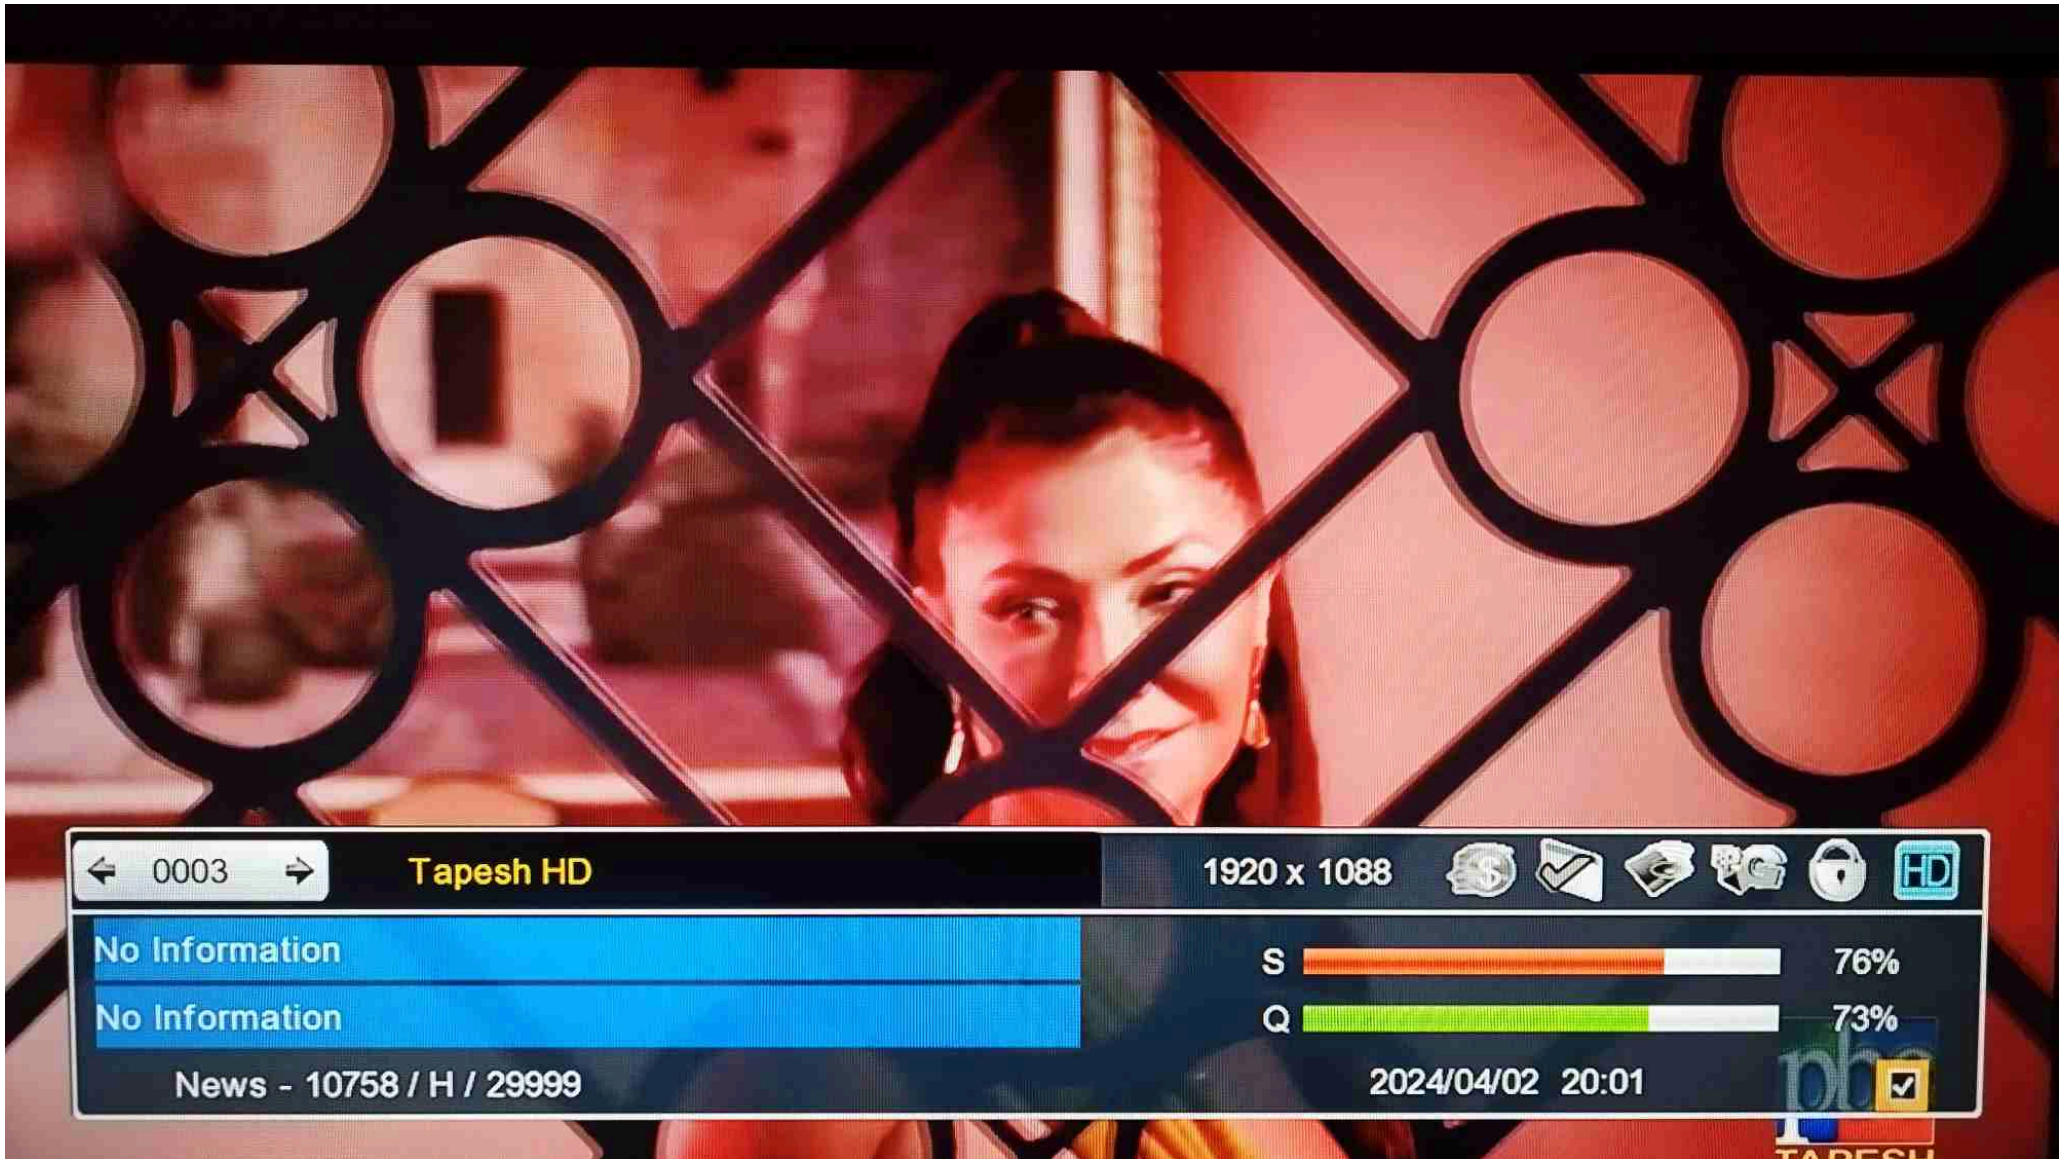 0003
Tapesh HD
1920 x 1088
HD
No Information
S 76%
No Information
Q 73%
News - 10758 / H / 29999
2024/04/02 20:01
TAPESH